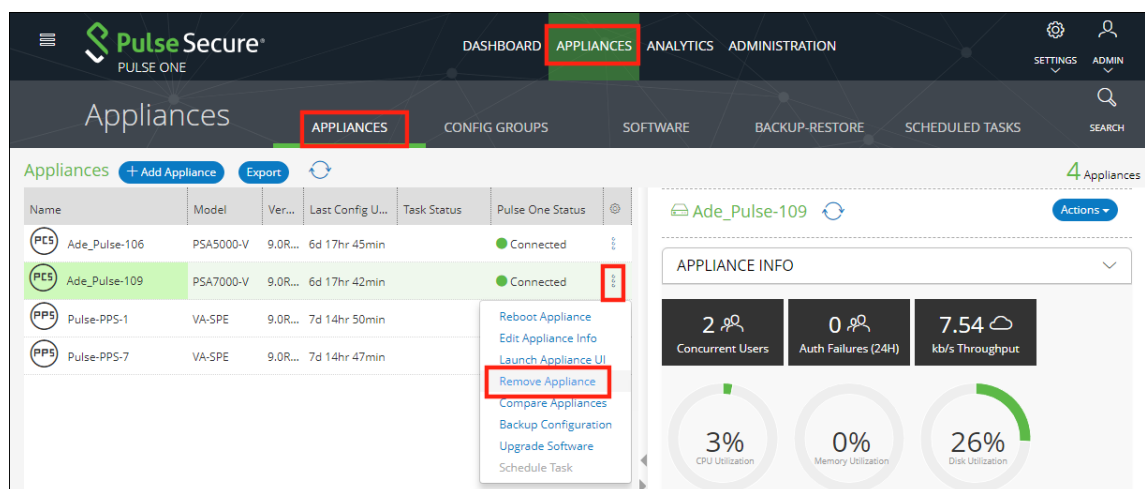 Pulse Secure®
PULSE ONE
DASHBOARD APPLIANCES ANALYTICS ADMINISTRATION
SETTINGS ADMIN
Appliances
APPLIANCES CONFIG GROUPS SOFTWARE BACKUP-RESTORE SCHEDULED TASKS
SEARCH
Appliances + Add Appliance Export
4 Appliances
Name Model Ver... Last Config U... Task Status Pulse One Status
PCS Ade_Pulse-106 PSA5000-V 9.0R... 6d 17hr 45min Connected
PCS Ade_Pulse-109 PSA7000-V 9.0R... 6d 17hr 42min Connected
PPS Pulse-PPS-1 VA-SPE 9.0R... 7d 14hr 50min
PPS Pulse-PPS-7 VA-SPE 9.0R... 7d 14hr 47min
Reboot Appliance
Edit Appliance Info
Launch Appliance UI
Remove Appliance
Compare Appliances
Backup Configuration
Upgrade Software
Schedule Task
Ade_Pulse-109 Actions
APPLIANCE INFO
2 0 7.54
Concurrent Users Auth Failures (24H) kb/s Throughput
3% 0% 26%
CPU Utilization Memory Utilization Disk Utilization